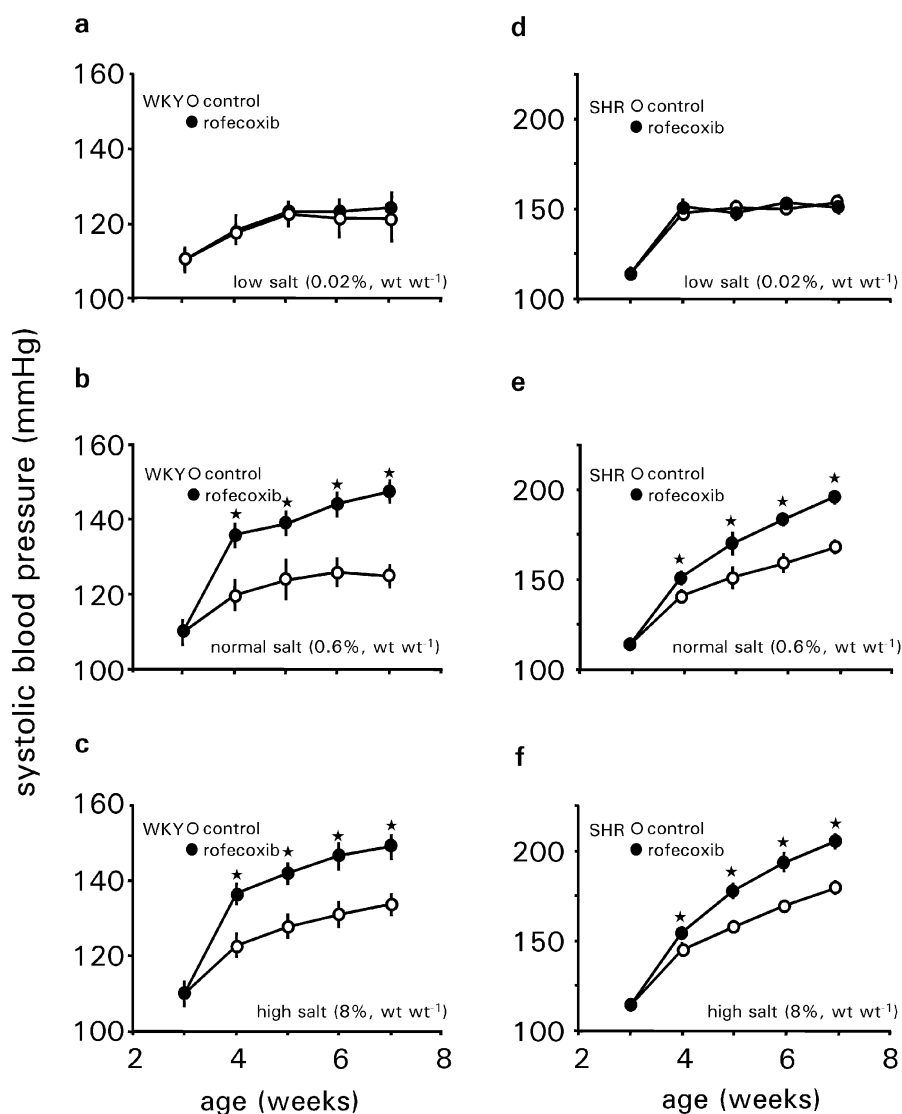 a
160
140
120
100
WKY O control
● rofecoxib
low salt (0.02%, wt wt⁻¹)
d
200
150
100
SHR O control
● rofecoxib
low salt (0.02%, wt wt⁻¹)
systolic blood pressure (mmHg)
b
160
140
120
100
WKY O control
● rofecoxib
★ ★ ★ ★
normal salt (0.6%, wt wt⁻¹)
e
200
150
100
SHR O control
● rofecoxib
★ ★ ★ ★
normal salt (0.6%, wt wt⁻¹)
c
160
140
120
100
WKY O control
● rofecoxib
★ ★ ★ ★
high salt (8%, wt wt⁻¹)
2 4 6 8
age (weeks)
f
200
150
100
SHR O control
● rofecoxib
★ ★ ★ ★
high salt (8%, wt wt⁻¹)
2 4 6 8
age (weeks)